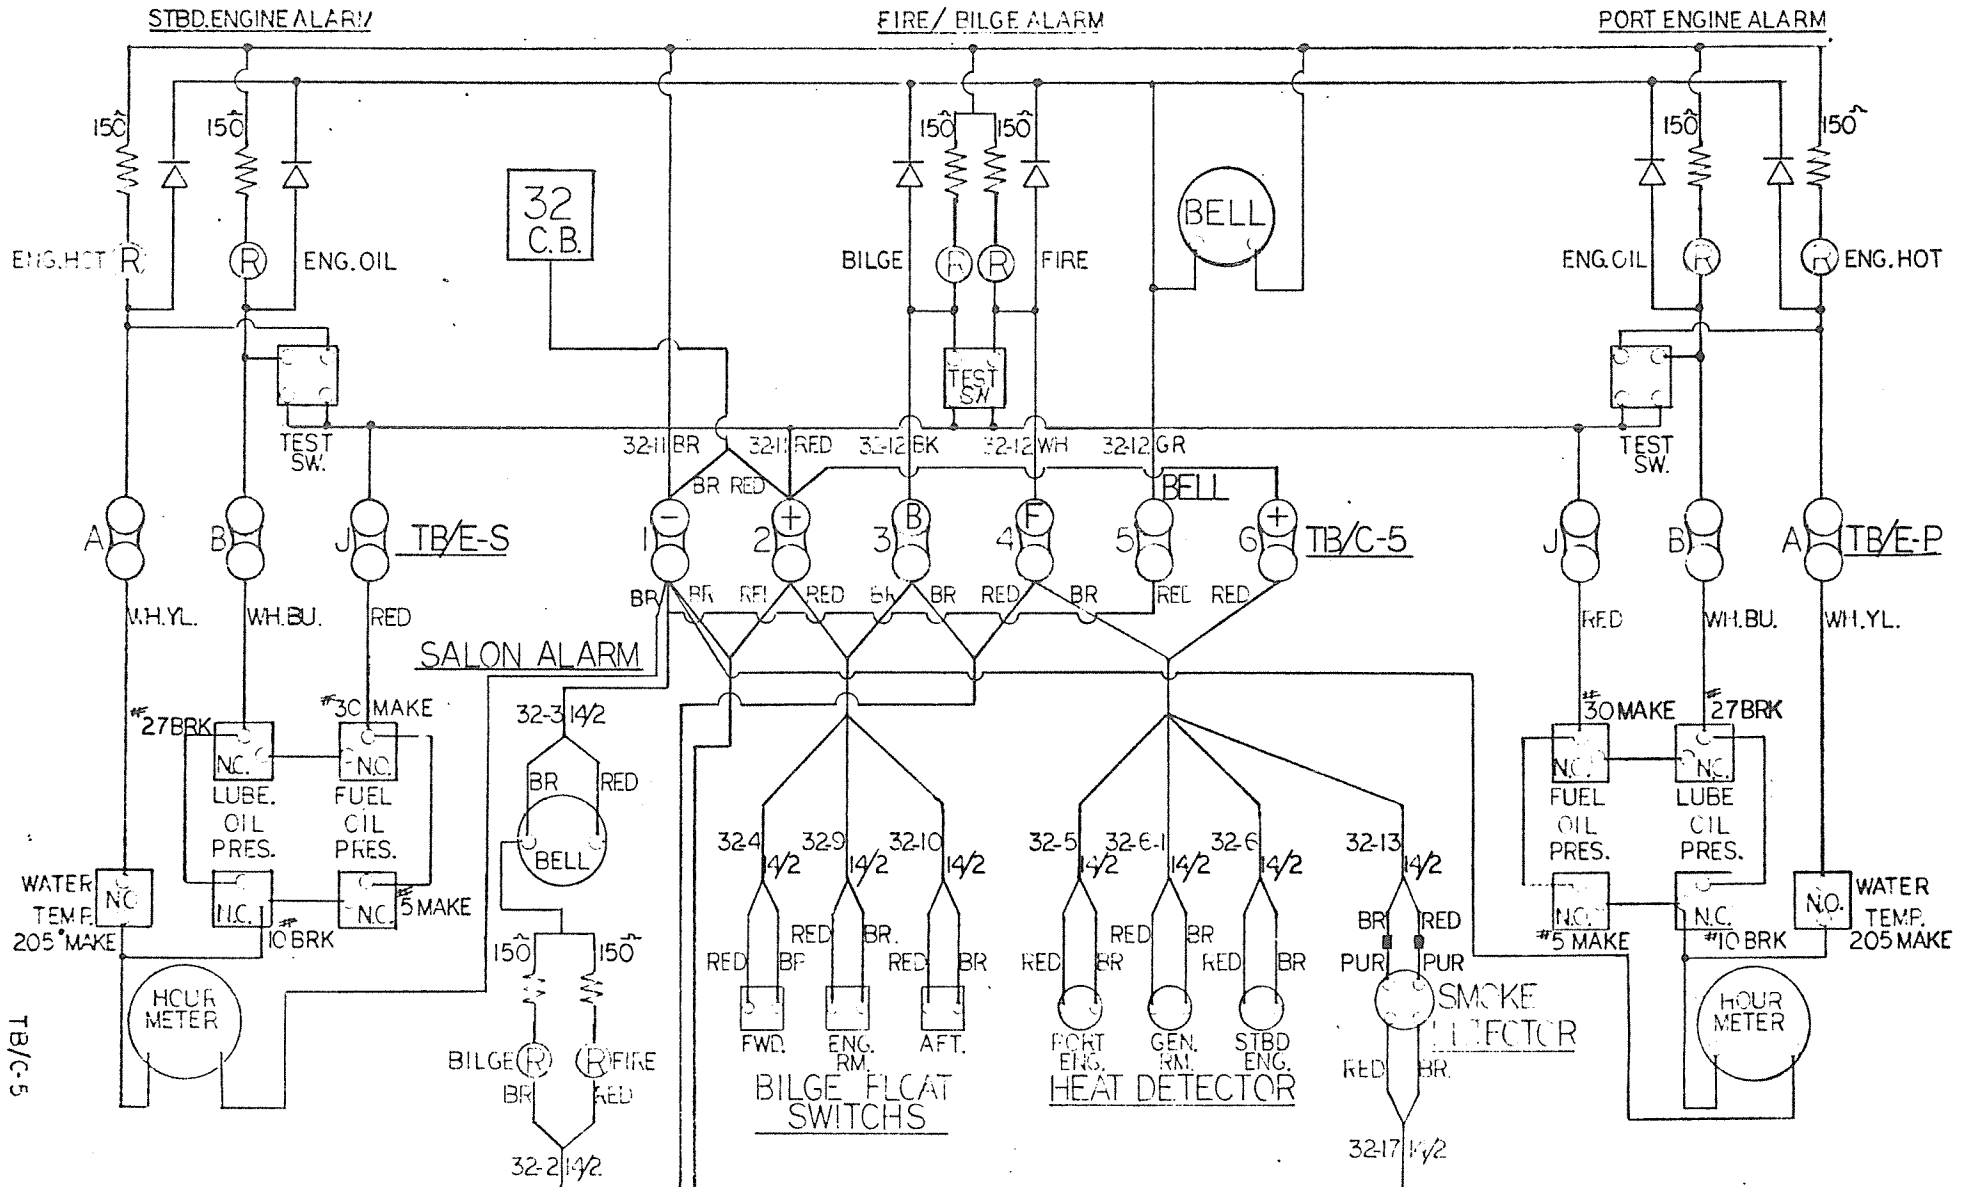 STBD. ENGINE ALARM
FIRE/ BILGE ALARM
PORT ENGINE ALARM
150
150
150
150
150
150
32
C.B.
BELL
ENG.HOT R
R ENG.OIL
BILGE R
R FIRE
ENG.OIL R
R ENG.HOT
TEST
SW.
TEST
SW
TEST
SW.
32-11 BR
32-11 RED
32-12 BK
32-12 WH
32-12 GR
BR RED
BELL
A
B
J
TB/E-S
1 -
2 +
3 B
4 F
5
6 +
TB/C-5
J
B
A
TB/E-P
WH.YL.
WH.BU.
RED
BR
BR
RED
BR
BR
RED
BR
RED
RED
RED
WH.BU.
WH.YL.
SALON ALARM
#27 BRK
#30 MAKE
N.C.
N.O.
LUBE.
OIL
PRES.
FUEL
OIL
PRES.
32-3 14/2
BR
RED
BELL
#30 MAKE
#27 BRK
N.C.
N.C.
FUEL
OIL
PRES.
LUBE
OIL
PRES.
WATER
TEMP.
205° MAKE
NO
N.C.
#10 BRK
N.C.
#5 MAKE
32-4
14/2
32-9
14/2
32-10
14/2
32-5
14/2
32-6-1
14/2
32-6
14/2
32-13
14/2
N.O.
#5 MAKE
N.C.
#10 BRK
N.O.
WATER
TEMP.
205 MAKE
RED
BR
RED
BR.
RED
BR
RED
BR
RED
BR
RED
BR
BR
RED
PUR
PUR
HOUR
METER
150
150
BILGE R
R FIRE
BR
RED
32-2 14/2
FWD.
ENG.
RM.
AFT.
BILGE FLOAT
SWITCHS
PORT
ENG.
GEN.
RM.
STBD
ENG.
HEAT DETECTOR
SMOKE
RED
BR.
32-17 14/2
HOUR
METER
TB/C-5